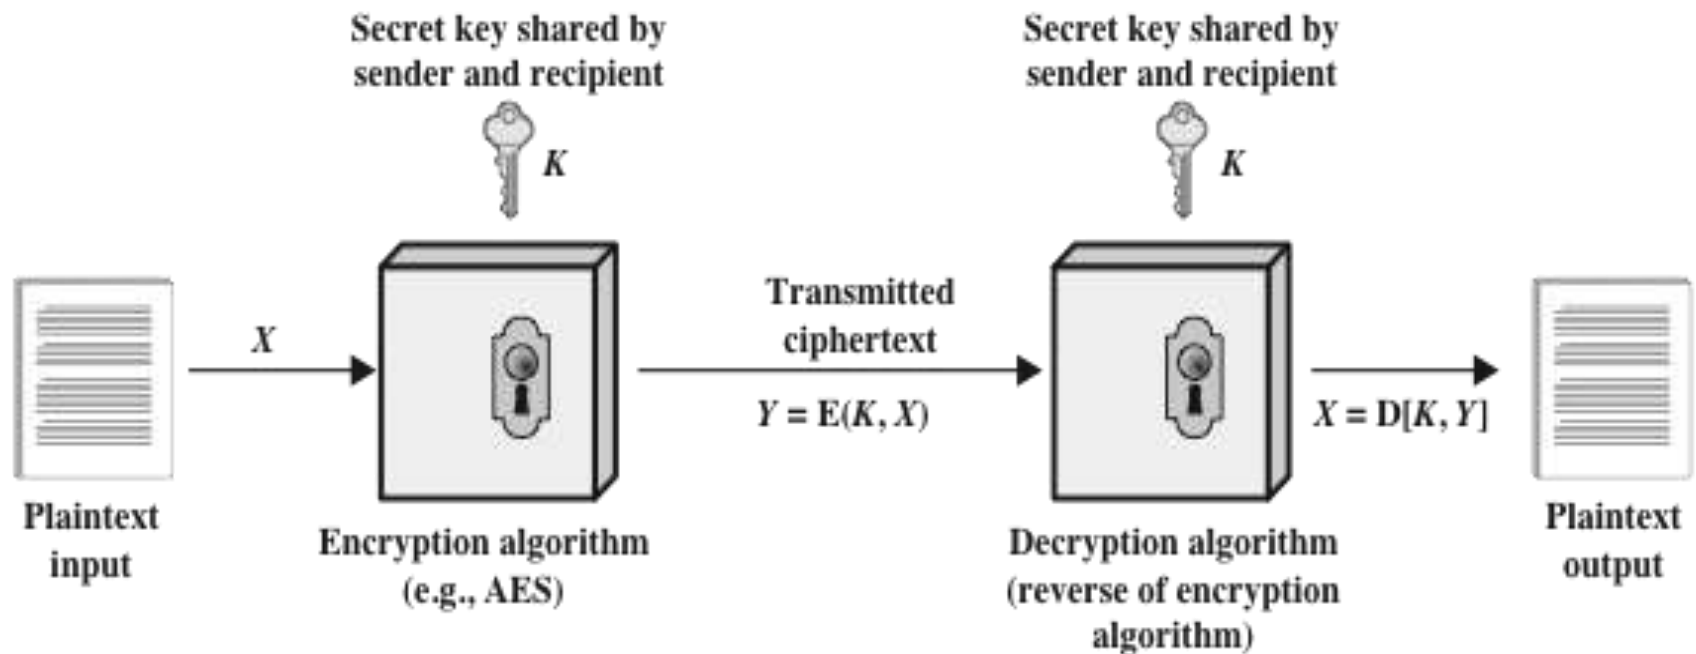 Secret key shared by
sender and recipient
K
Secret key shared by
sender and recipient
K
Plaintext
input
X
Encryption algorithm
(e.g., AES)
Transmitted
ciphertext
Y = E(K, X)
Decryption algorithm
(reverse of encryption
algorithm)
X = D[K, Y]
Plaintext
output